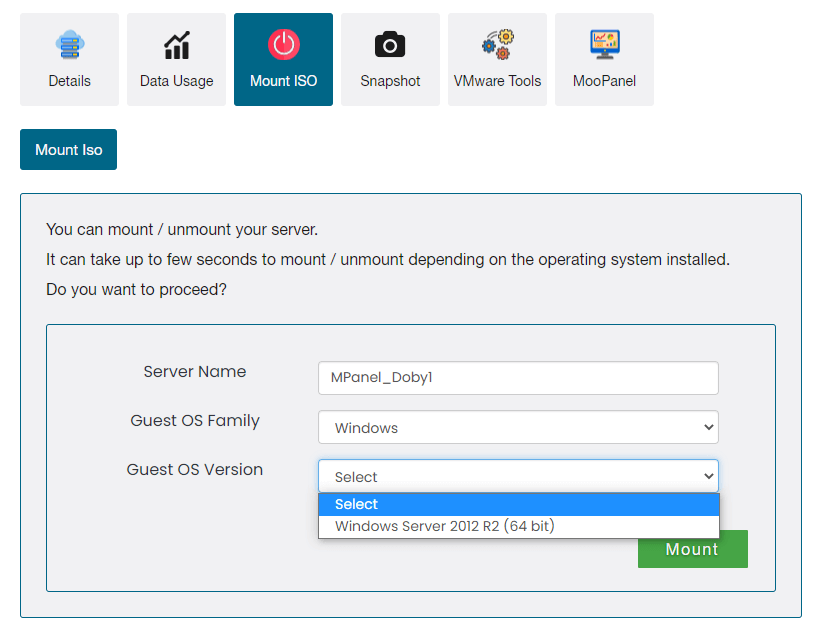 Details
Data Usage
Mount ISO
Snapshot
VMware Tools
MooPanel
Mount Iso
You can mount / unmount your server.
It can take up to few seconds to mount / unmount depending on the operating system installed.
Do you want to proceed?
Server Name
MPanel_Doby1
Guest OS Family
Windows
Guest OS Version
Select
Select
Windows Server 2012 R2 (64 bit)
Mount